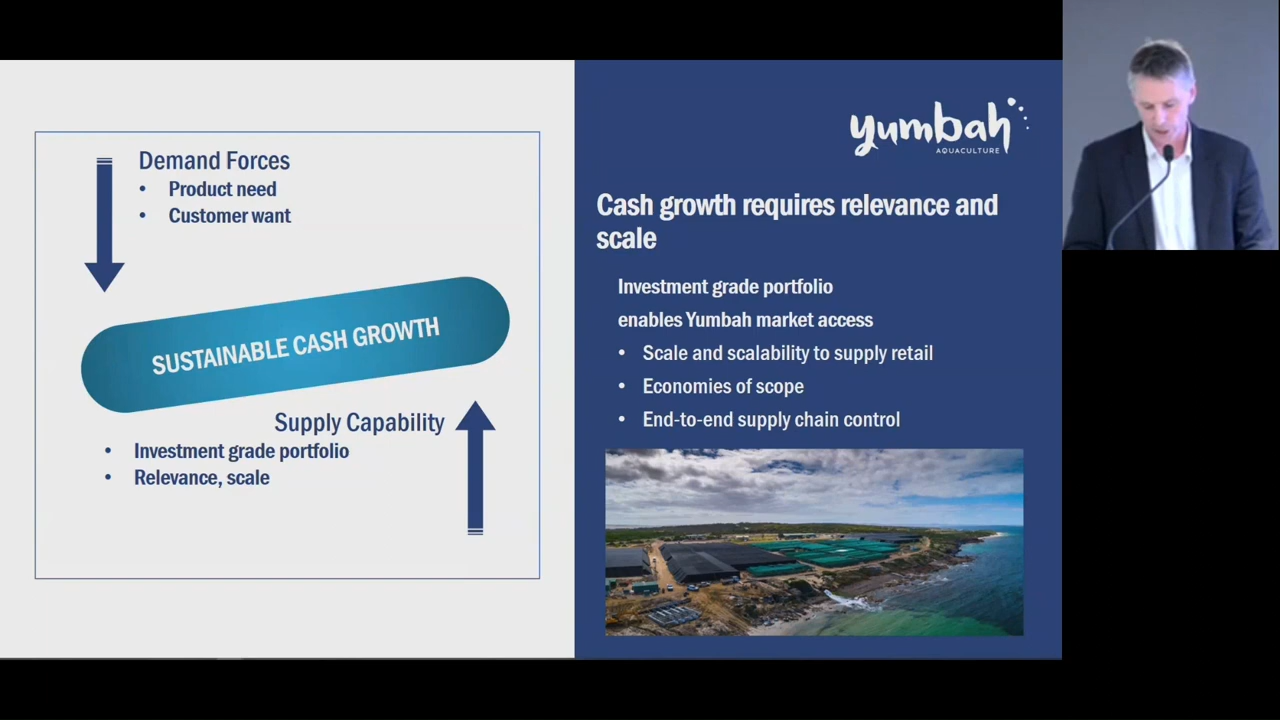 Demand Forces
• Product need
• Customer want
SUSTAINABLE CASH GROWTH
Supply Capability
• Investment grade portfolio
• Relevance, scale
yumbah
AQUACULTURE
Cash growth requires relevance and
scale
Investment grade portfolio
enables Yumbah market access
• Scale and scalability to supply retail
• Economies of scope
• End-to-end supply chain control